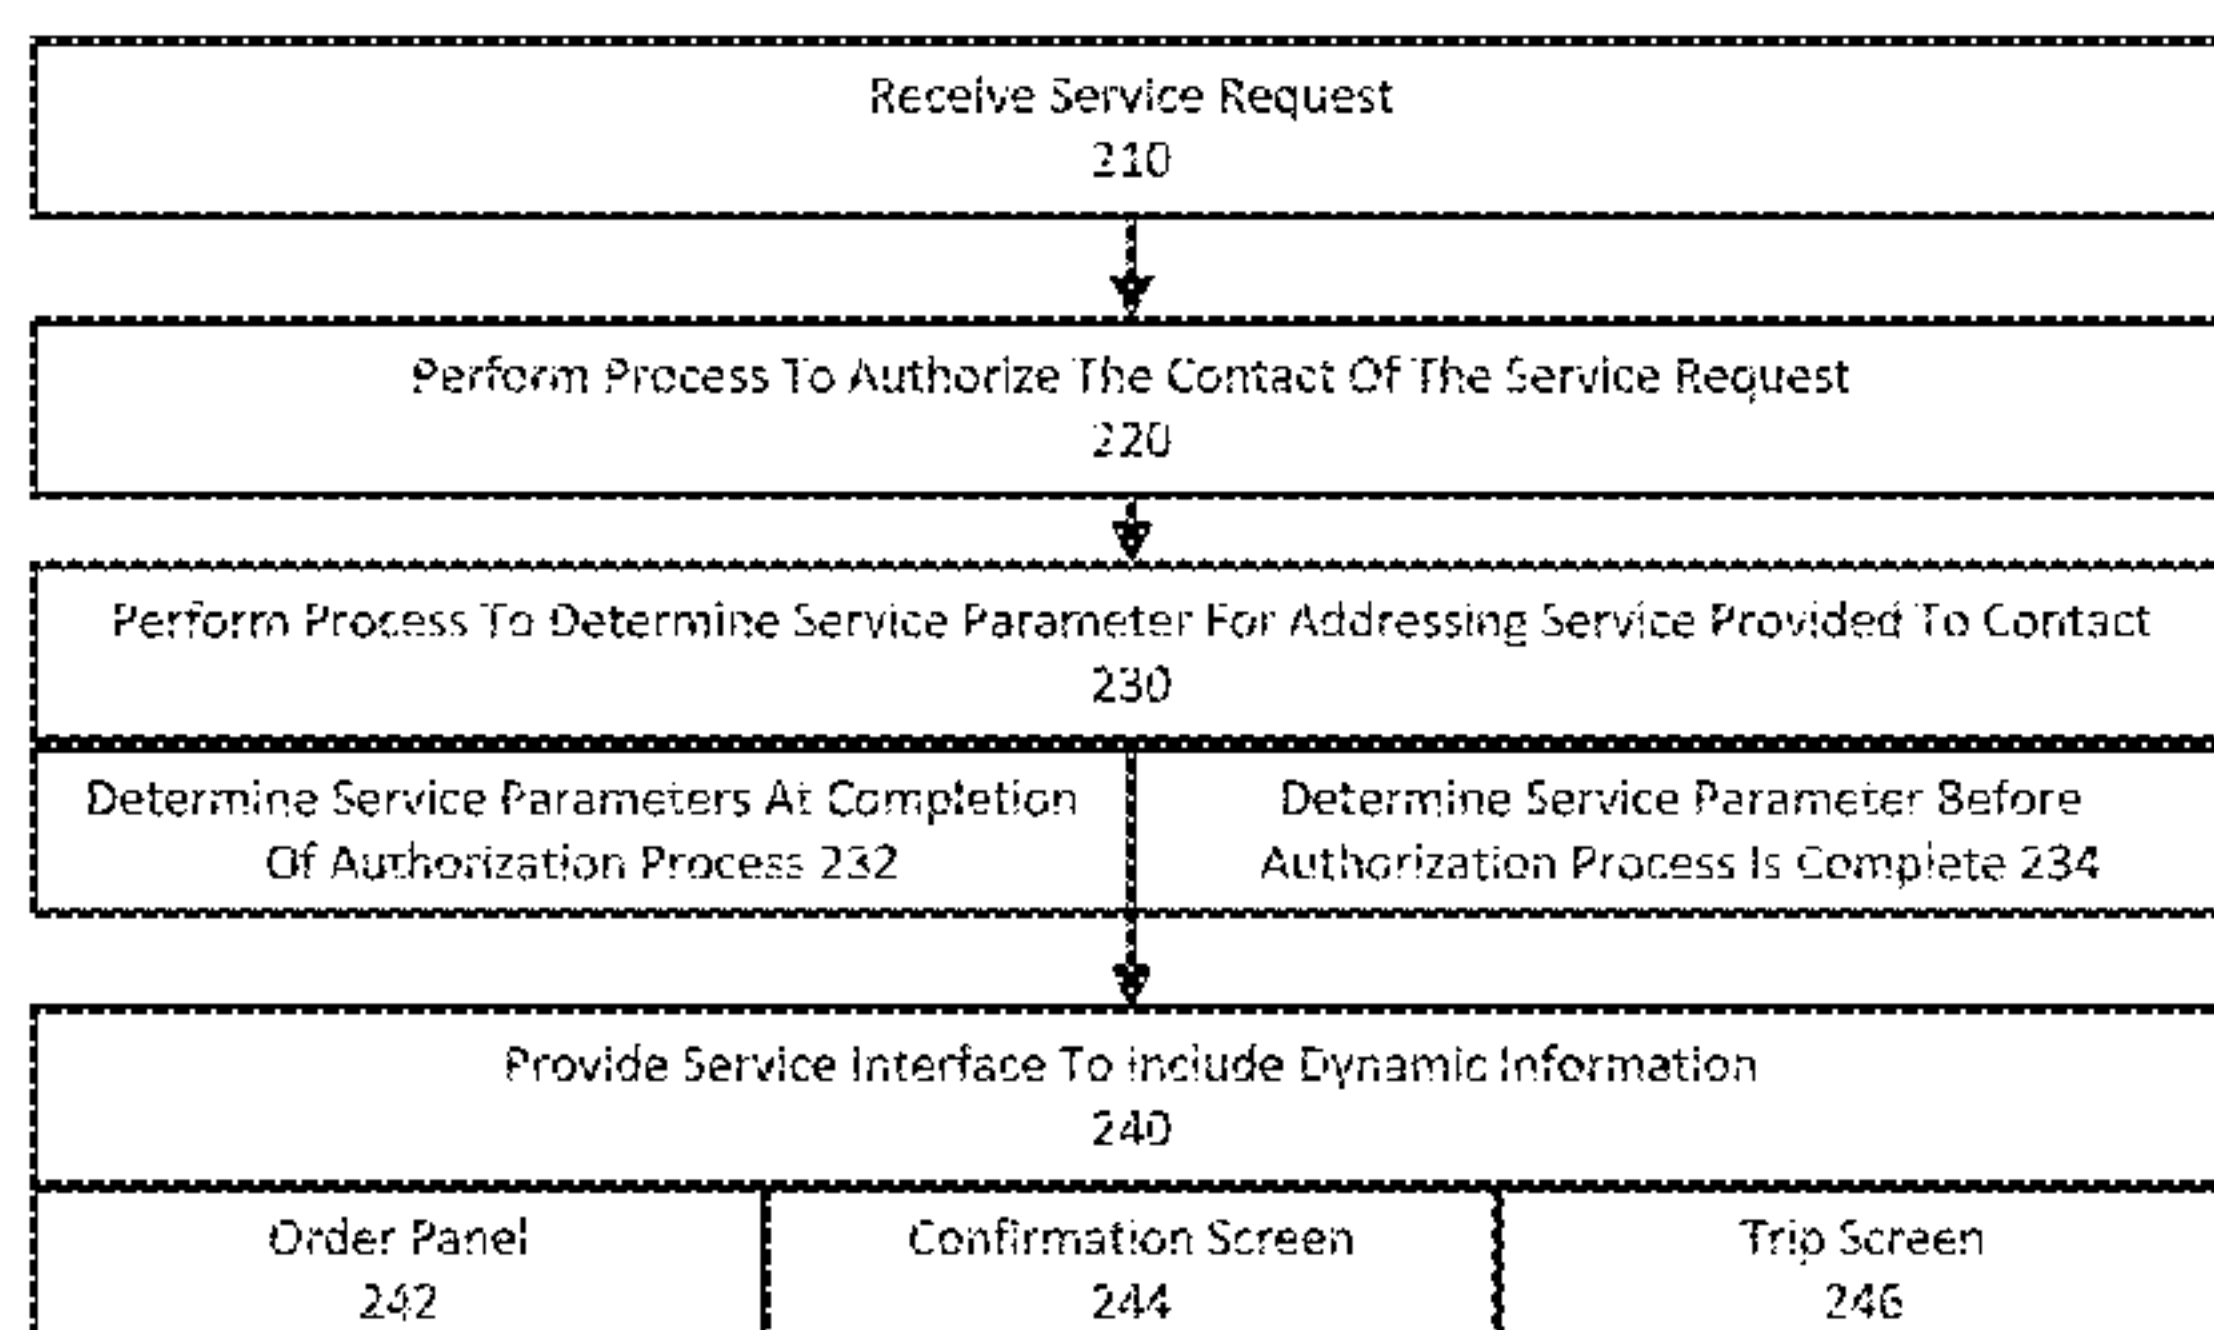 Receive Service Request
210
Perform Process To Authorize The Contact Of The Service Request
220
Perform Process To Determine Service Parameter For Addressing Service Provided To Contact
230
Determine Service Parameters At Completion
Of Authorization Process 232
Determine Service Parameter Before
Authorization Process Is Complete 234
Provide Service Interface To Include Dynamic Information
240
Order Panel
242
Confirmation Screen
244
Trip Screen
246